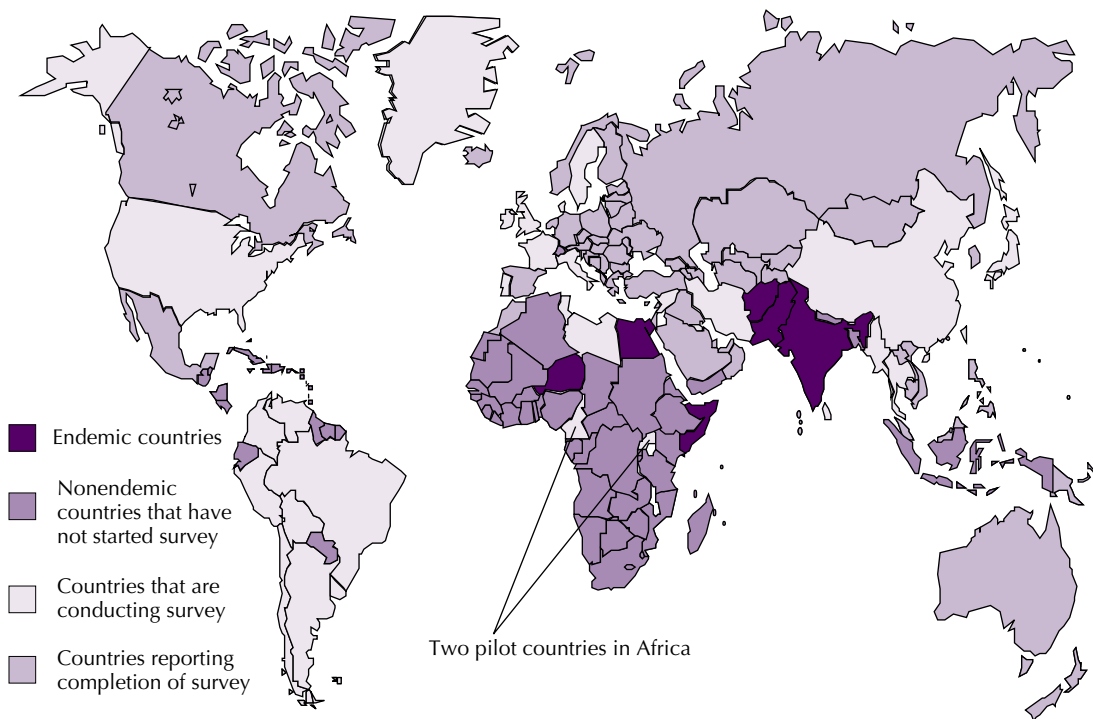 Endemic countries
Nonendemic
countries that have
not started survey
Countries that are
conducting survey
Countries reporting
completion of survey
Two pilot countries in Africa